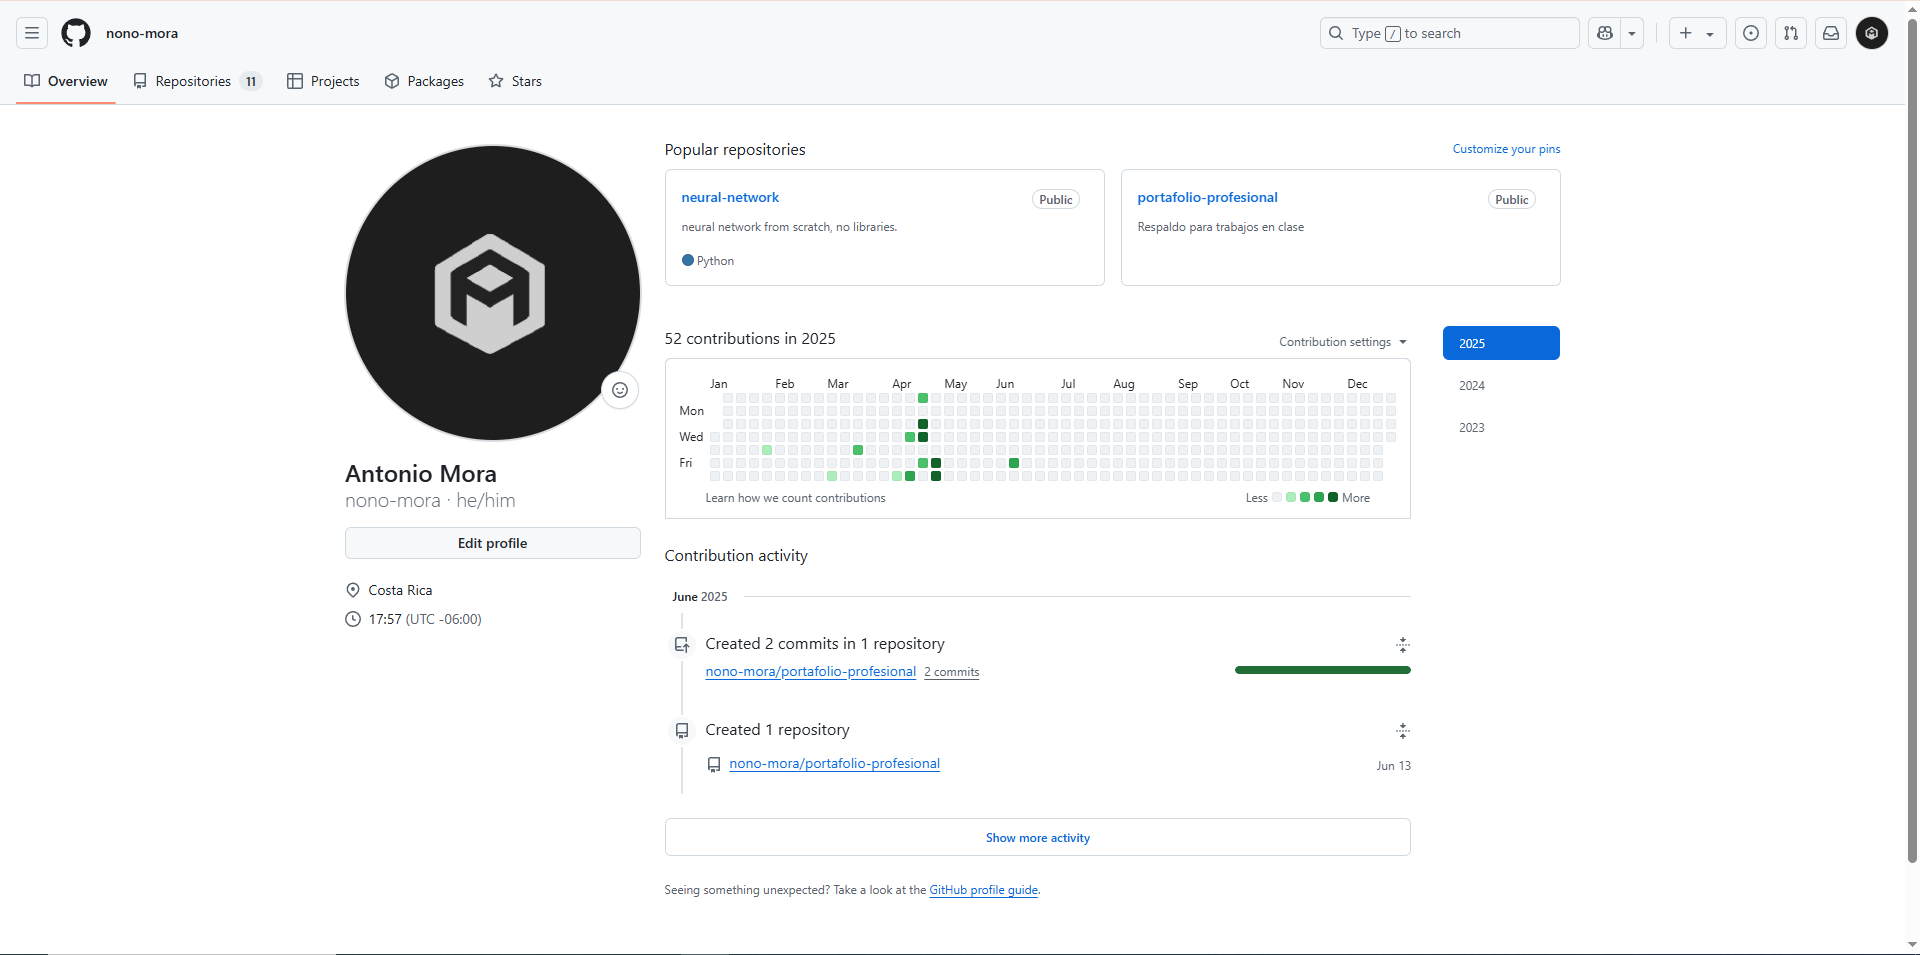 nono-mora
Type / to search
Overview Repositories 11 Projects Packages Stars
Antonio Mora
nono-mora · he/him
Edit profile
Costa Rica
17:57 (UTC -06:00)
Popular repositories
Customize your pins
neural-network Public
neural network from scratch, no libraries.
Python
portafolio-profesional Public
Respaldo para trabajos en clase
52 contributions in 2025
Contribution settings
2025
2024
2023
Jan Feb Mar Apr May Jun Jul Aug Sep Oct Nov Dec
Mon
Wed
Fri
Learn how we count contributions
Less More
Contribution activity
June 2025
Created 2 commits in 1 repository
nono-mora/portafolio-profesional 2 commits
Created 1 repository
nono-mora/portafolio-profesional Jun 13
Show more activity
Seeing something unexpected? Take a look at the GitHub profile guide.